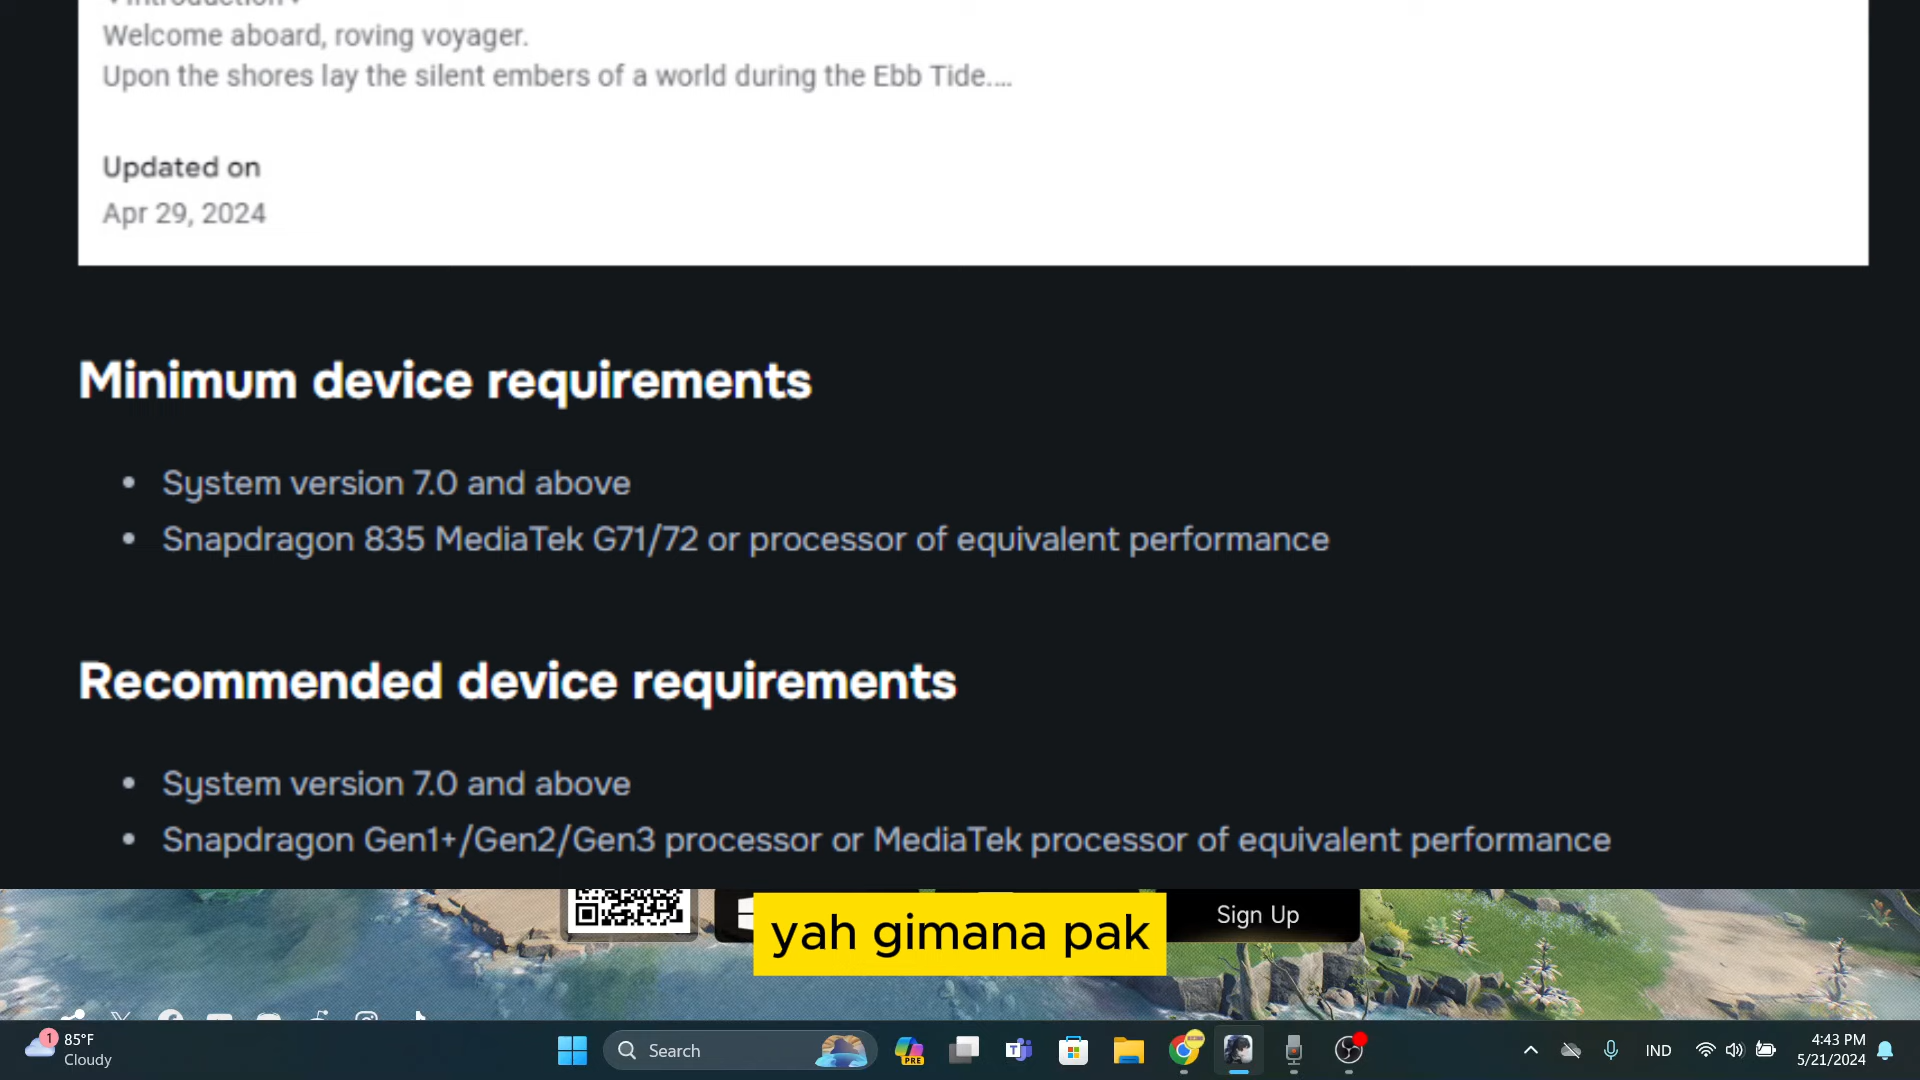 Introduction
Welcome aboard, roving voyager.
Upon the shores lay the silent embers of a world during the Ebb Tide....
Updated on
Apr 29, 2024
Minimum device requirements
• System version 7.0 and above
• Snapdragon 835 MediaTek G71/72 or processor of equivalent performance
Recommended device requirements
• System version 7.0 and above
• Snapdragon Gen1+/Gen2/Gen3 processor or MediaTek processor of equivalent performance
Sign Up
yah gimana pak
1
85°F
Cloudy
Search
PRE
IND
4:43 PM
5/21/2024